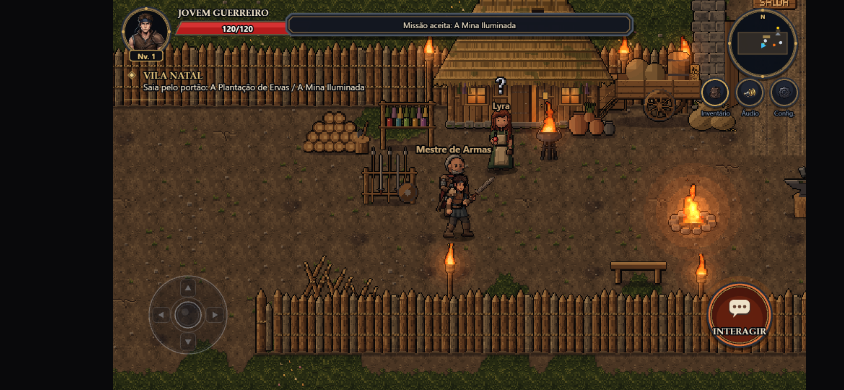 SAÍDA
JOVEM GUERREIRO
120/120
Missão aceita: A Mina Iluminada
N
Nv. 1
VILA NATAL
Saia pelo portão: A Plantação de Ervas / A Mina Iluminada
?
Lyra
Inventário
Áudio
Config
Mestre de Armas
INTERAGIR